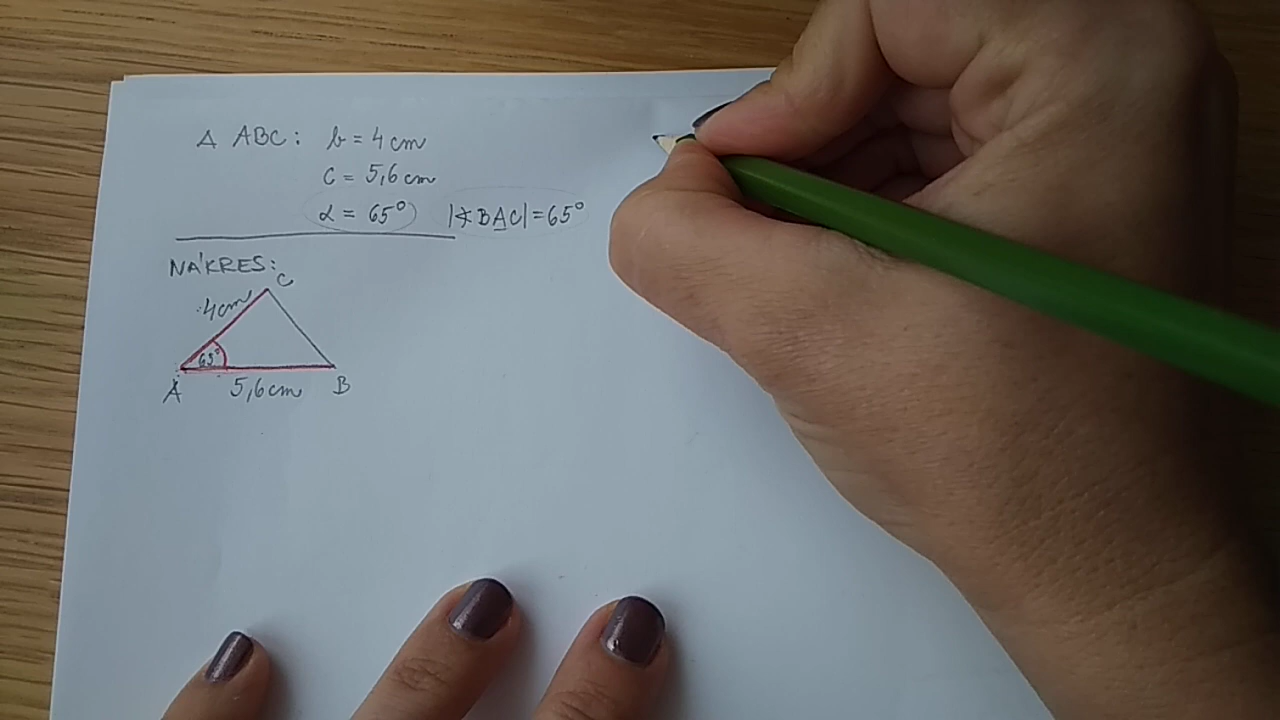 △ ABC: b = 4 cm
c = 5,6 cm
α = 65° |∢BAC| = 65°
NÁKRES:
C
4cm
65°
A 5,6cm B